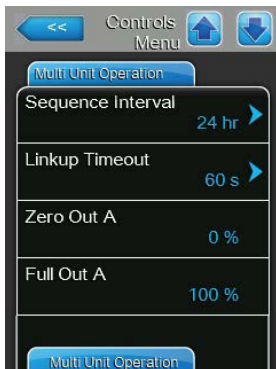 <<
Controls
Menu
Multi Unit Operation
Sequence Interval
24 hr
Linkup Timeout
60 s
Zero Out A
0 %
Full Out A
100 %
Multi Unit Operation